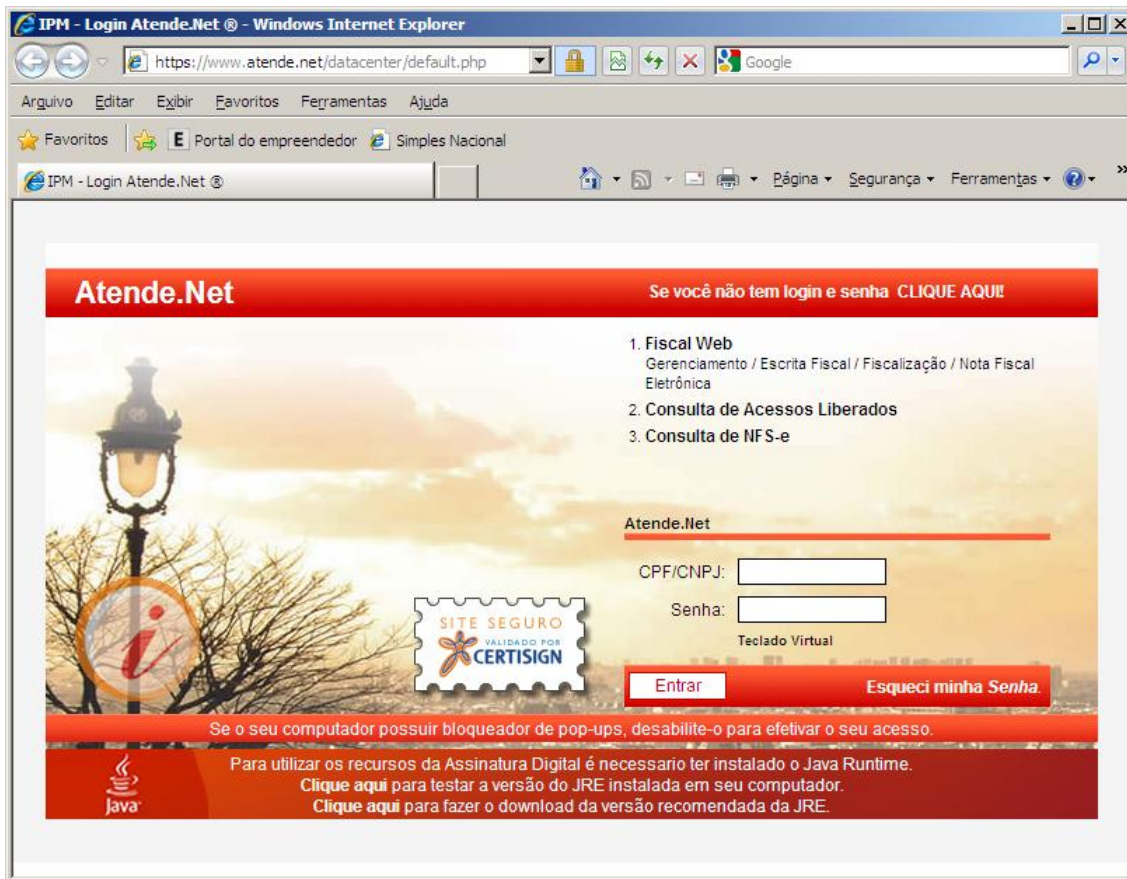 IPM - Login Atende.Net ® - Windows Internet Explorer
https://www.atende.net/datacenter/default.php
Google
Arquivo Editar Exibir Favoritos Ferramentas Ajuda
Favoritos E Portal do empreendedor Simples Nacional
IPM - Login Atende.Net ®
Página Segurança Ferramentas
Atende.Net
Se você não tem login e senha CLIQUE AQUI!
1. Fiscal Web
Gerenciamento / Escrita Fiscal / Fiscalização / Nota Fiscal
Eletrônica
2. Consulta de Acessos Liberados
3. Consulta de NFS-e
Atende.Net
CPF/CNPJ:
Senha:
Teclado Virtual
SITE SEGURO
VALIDADO POR
CERTISIGN
Entrar
Esqueci minha Senha.
Se o seu computador possuir bloqueador de pop-ups, desabilite-o para efetivar o seu acesso.
Para utilizar os recursos da Assinatura Digital é necessario ter instalado o Java Runtime.
Clique aqui para testar a versão do JRE instalada em seu computador.
Clique aqui para fazer o download da versão recomendada da JRE.
Java